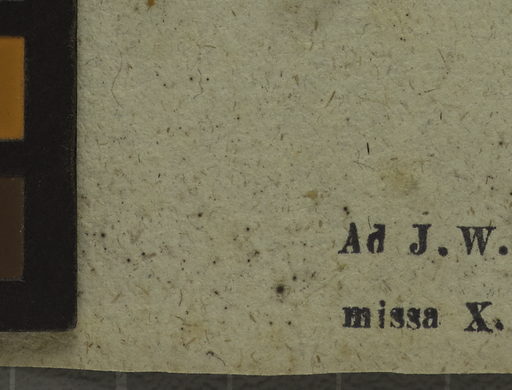 Ad J. W.
missa X.